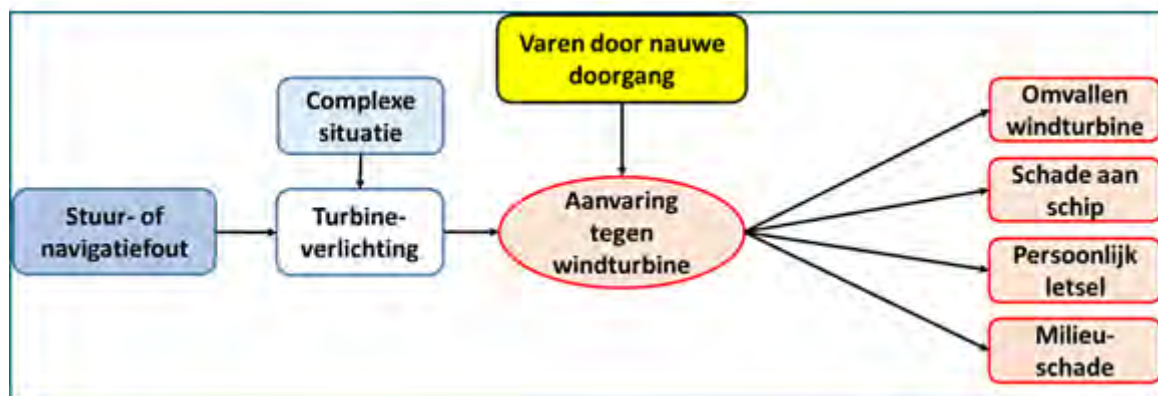 Varen door nauwe
doorgang
Complexe
situatie
Stuur- of
navigatiefout
Turbine-
verlichting
Aanvaring
tegen
windturbine
Omvallen
windturbine
Schade aan
schip
Persoonlijk
letsel
Milieu-
schade